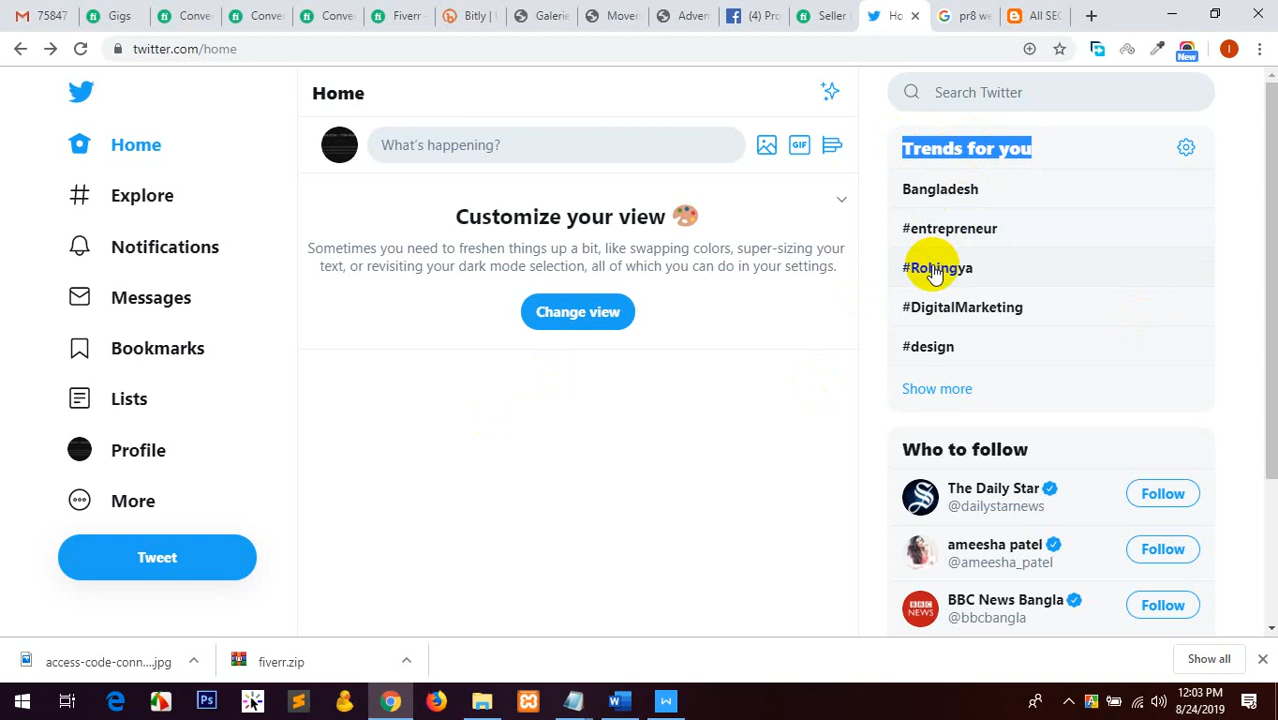 75847
Gigs
Conve
Conve
Conve
Fiverr -
Bitly | W
Galerie
Mover
Adven
(4) Pro
Seller
Ho
pr8 we
All SEC
twitter.com/home
New
I
Home
Explore
Notifications
Messages
Bookmarks
Lists
Profile
More
Tweet
Home
What's happening?
GIF
Customize your view
Sometimes you need to freshen things up a bit, like swapping colors, super-sizing your
text, or revisiting your dark mode selection, all of which you can do in your settings.
Change view
Search Twitter
Trends for you
Bangladesh
#entrepreneur
#Rohingya
#DigitalMarketing
#design
Show more
Who to follow
The Daily Star
@dailystarnews
Follow
ameesha patel
@ameesha_patel
Follow
BBC News Bangla
@bbcbangla
Follow
access-code-conn....jpg
fiverr.zip
Show all
12:03 PM
8/24/2019